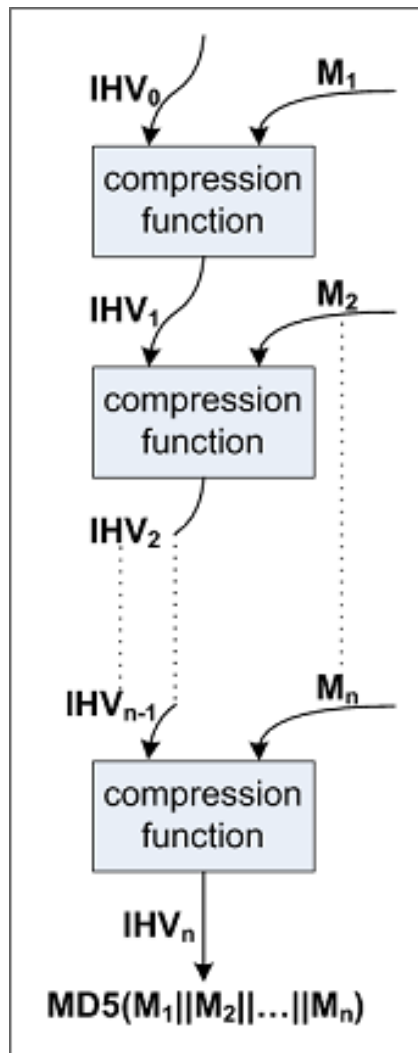 IHV₀
M₁
compression
function
IHV₁
M₂
compression
function
IHV₂
IHVₙ₋₁
Mₙ
compression
function
IHVₙ
MD5(M₁||M₂||…||Mₙ)